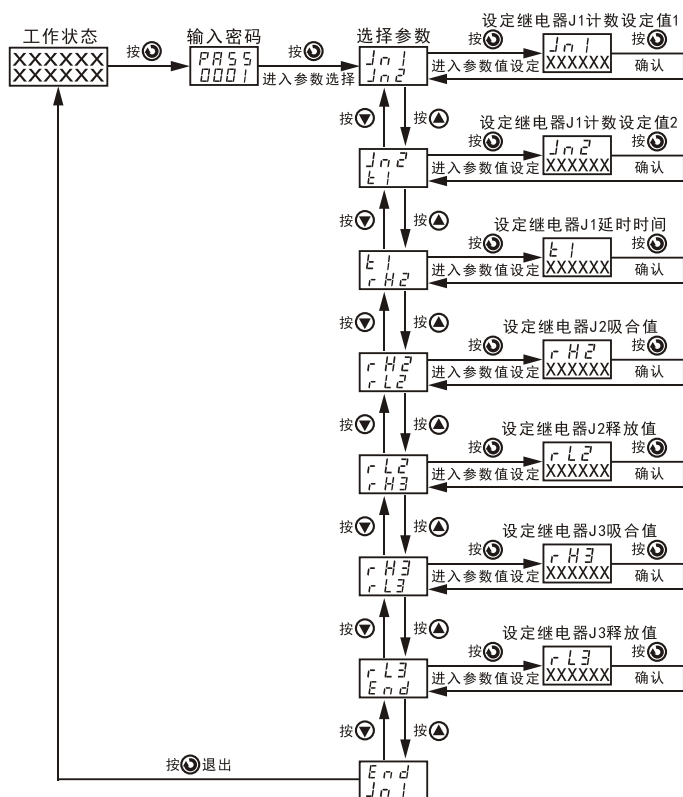 工作状态
XXXXXX
XXXXXX
按
输入密码
PASS
0001
按
进入参数选择
选择参数
Jn1
Jn2
设定继电器J1计数设定值1
按
进入参数值设定
Jn1
XXXXXX
按
确认
按
按
设定继电器J1计数设定值2
Jn2
t1
按
进入参数值设定
Jn2
XXXXXX
按
确认
按
按
设定继电器J1延时时间
t1
rH2
按
进入参数值设定
t1
XXXXXX
按
确认
按
按
设定继电器J2吸合值
rH2
rL2
按
进入参数值设定
rH2
XXXXXX
按
确认
按
按
设定继电器J2释放值
rL2
rH3
按
进入参数值设定
rL2
XXXXXX
按
确认
按
按
设定继电器J3吸合值
rH3
rL3
按
进入参数值设定
rH3
XXXXXX
按
确认
按
按
设定继电器J3释放值
rL3
End
按
进入参数值设定
rL3
XXXXXX
按
确认
按
按
按退出
End
Jn1